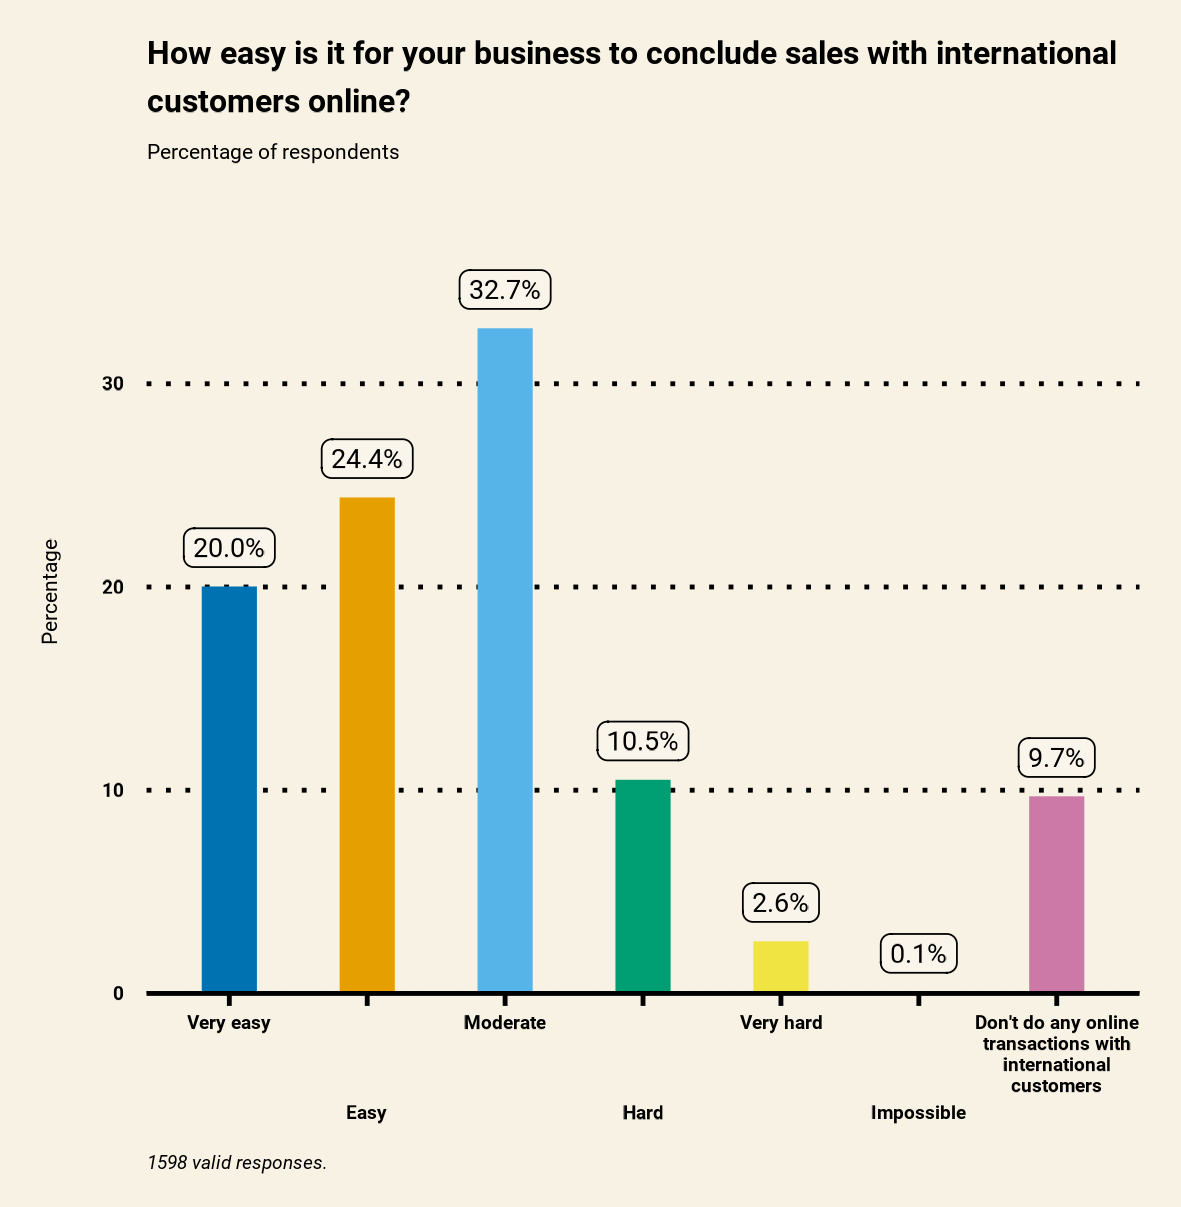 How easy is it for your business to conclude sales with international
customers online?
Percentage of respondents
32.7%
30
24.4%
20.0%
20
Percentage
10.5%
9.7%
10
2.6%
0.1%
0
Very easy
Moderate
Very hard
Don't do any online
transactions with
international
customers
Easy
Hard
Impossible
1598 valid responses.